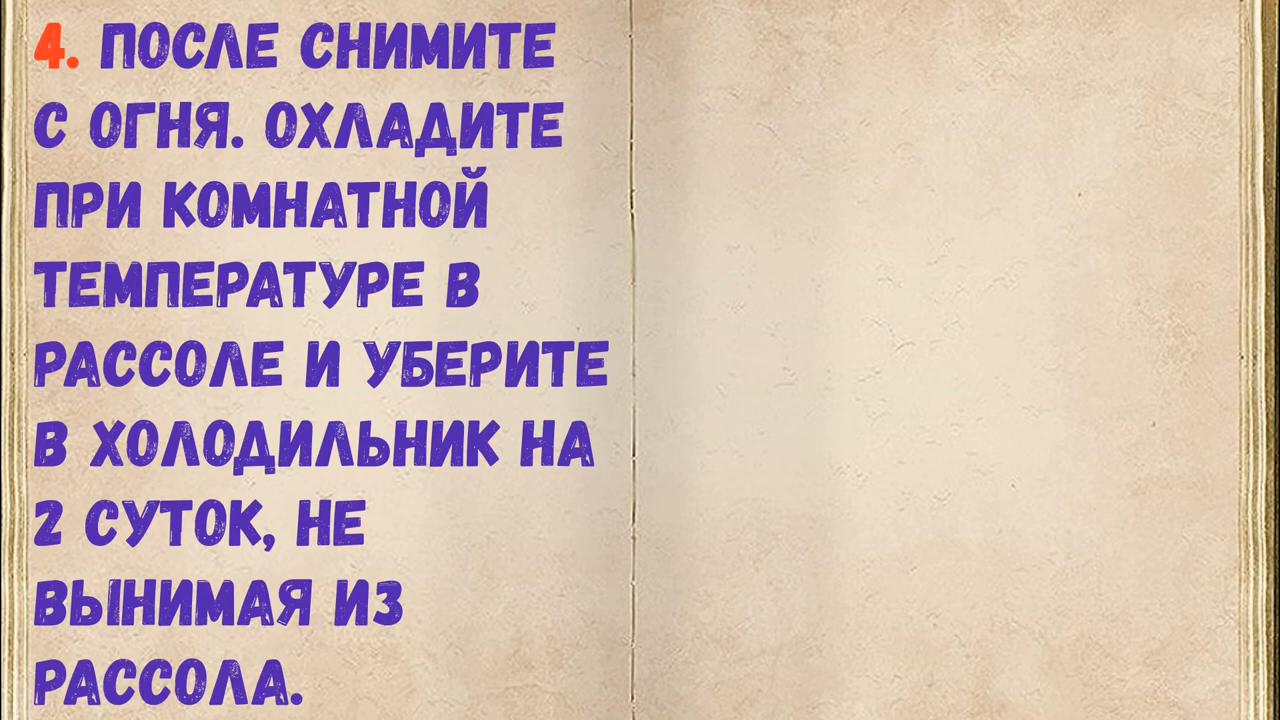 4. ПОСЛЕ СНИМИТЕ
С ОГНЯ. ОХЛАДИТЕ
ПРИ КОМНАТНОЙ
ТЕМПЕРАТУРЕ В
РАССОЛЕ И УБЕРИТЕ
В ХОЛОДИЛЬНИК НА
2 СУТОК, НЕ
ВЫНИМАЯ ИЗ
РАССОЛА.